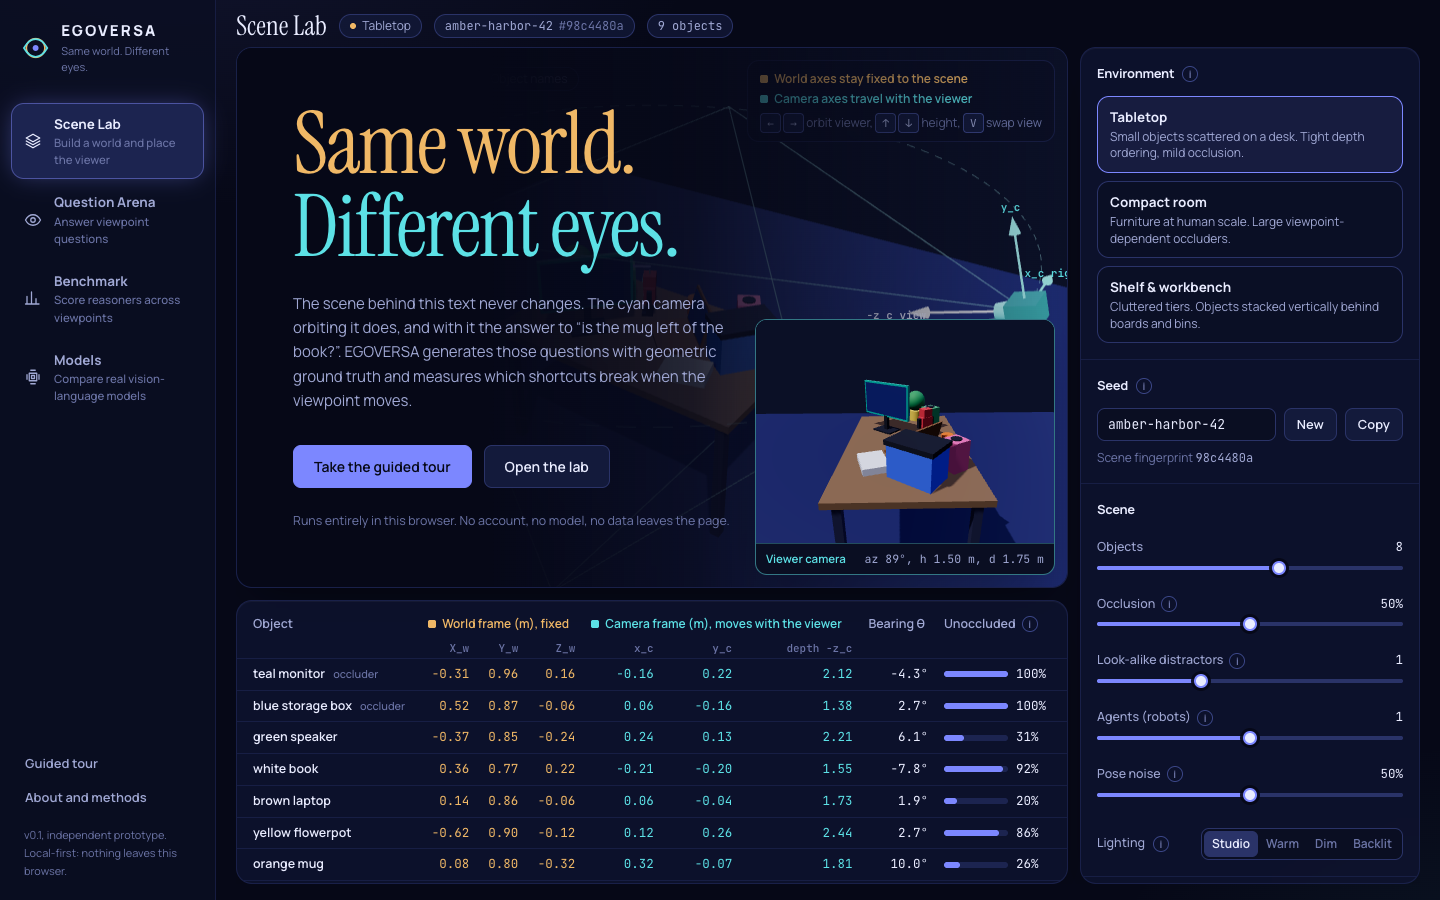 EGOVERSA
Same world. Different
eyes.
Scene Lab
Build a world and place
the viewer
Question Arena
Answer viewpoint
questions
Benchmark
Score reasoners across
viewpoints
Models
Compare real vision-
language models
Guided tour
About and methods
v0.1, independent prototype.
Local-first: nothing leaves this
browser.
Scene Lab
Tabletop
amber-harbor-42 #98c4480a
9 objects
World axes stay fixed to the scene
Camera axes travel with the viewer
← → orbit viewer, ↑ ↓ height, V swap view
Same world.
Different eyes.
The scene behind this text never changes. The cyan camera
orbiting it does, and with it the answer to "is the mug left of the
book?". EGOVERSA generates those questions with geometric
ground truth and measures which shortcuts break when the
viewpoint moves.
Take the guided tour
Open the lab
Runs entirely in this browser. No account, no model, no data leaves the page.
y_c
x_c rig
-z_c view
Viewer camera az 89°, h 1.50 m, d 1.75 m
Object World frame (m), fixed Camera frame (m), moves with the viewer Bearing θ Unoccluded i
X_w Y_w Z_w x_c y_c depth -z_c
teal monitor occluder -0.31 0.96 0.16 -0.16 0.22 2.12 -4.3° 100%
blue storage box occluder 0.52 0.87 -0.06 0.06 -0.16 1.38 2.7° 100%
green speaker -0.37 0.85 -0.24 0.24 0.13 2.21 6.1° 31%
white book 0.36 0.77 0.22 -0.21 -0.20 1.55 -7.8° 92%
brown laptop 0.14 0.86 -0.06 0.06 -0.04 1.73 1.9° 20%
yellow flowerpot -0.62 0.90 -0.12 0.12 0.26 2.44 2.7° 86%
orange mug 0.08 0.80 -0.32 0.32 -0.07 1.81 10.0° 26%
Environment i
Tabletop
Small objects scattered on a desk. Tight depth
ordering, mild occlusion.
Compact room
Furniture at human scale. Large viewpoint-
dependent occluders.
Shelf & workbench
Cluttered tiers. Objects stacked vertically behind
boards and bins.
Seed i
amber-harbor-42
New
Copy
Scene fingerprint 98c4480a
Scene
Objects 8
Occlusion i 50%
Look-alike distractors i 1
Agents (robots) i 1
Pose noise i 50%
Lighting i Studio Warm Dim Backlit